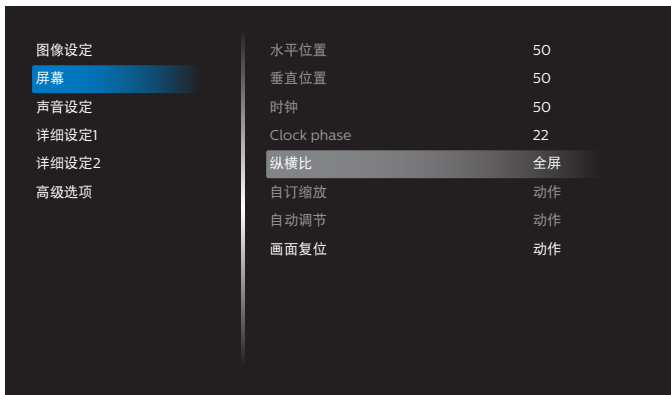 图像设定
屏幕
声音设定
详细设定1
详细设定2
高级选项
水平位置 50
垂直位置 50
时钟 50
Clock phase 22
纵横比 全屏
自订缩放 动作
自动调节 动作
画面复位 动作